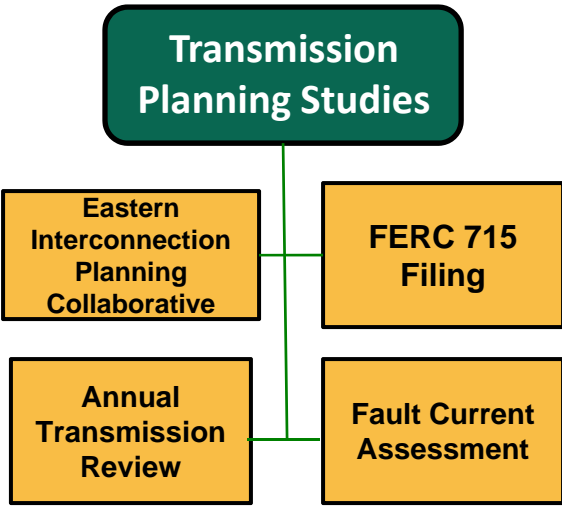 Transmission
Planning Studies
Eastern
Interconnection
Planning
Collaborative
FERC 715
Filing
Annual
Transmission
Review
Fault Current
Assessment